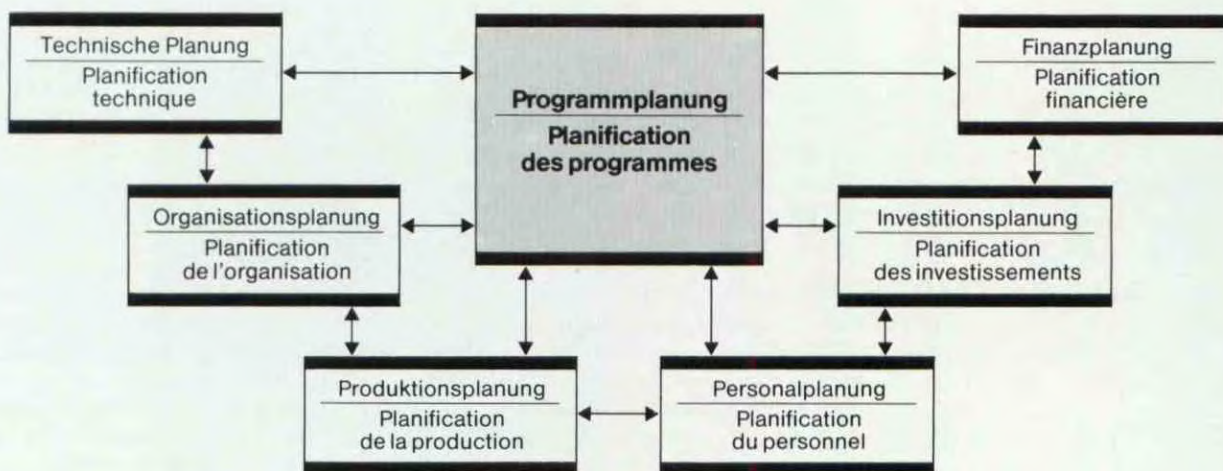 Technische Planung
Planification
technique
Programmplanung
Planification
des programmes
Finanzplanung
Planification
financière
Organisationsplanung
Planification
de l'organisation
Investitionsplanung
Planification
des investissements
Produktionsplanung
Planification
de la production
Personalplanung
Planification
du personnel